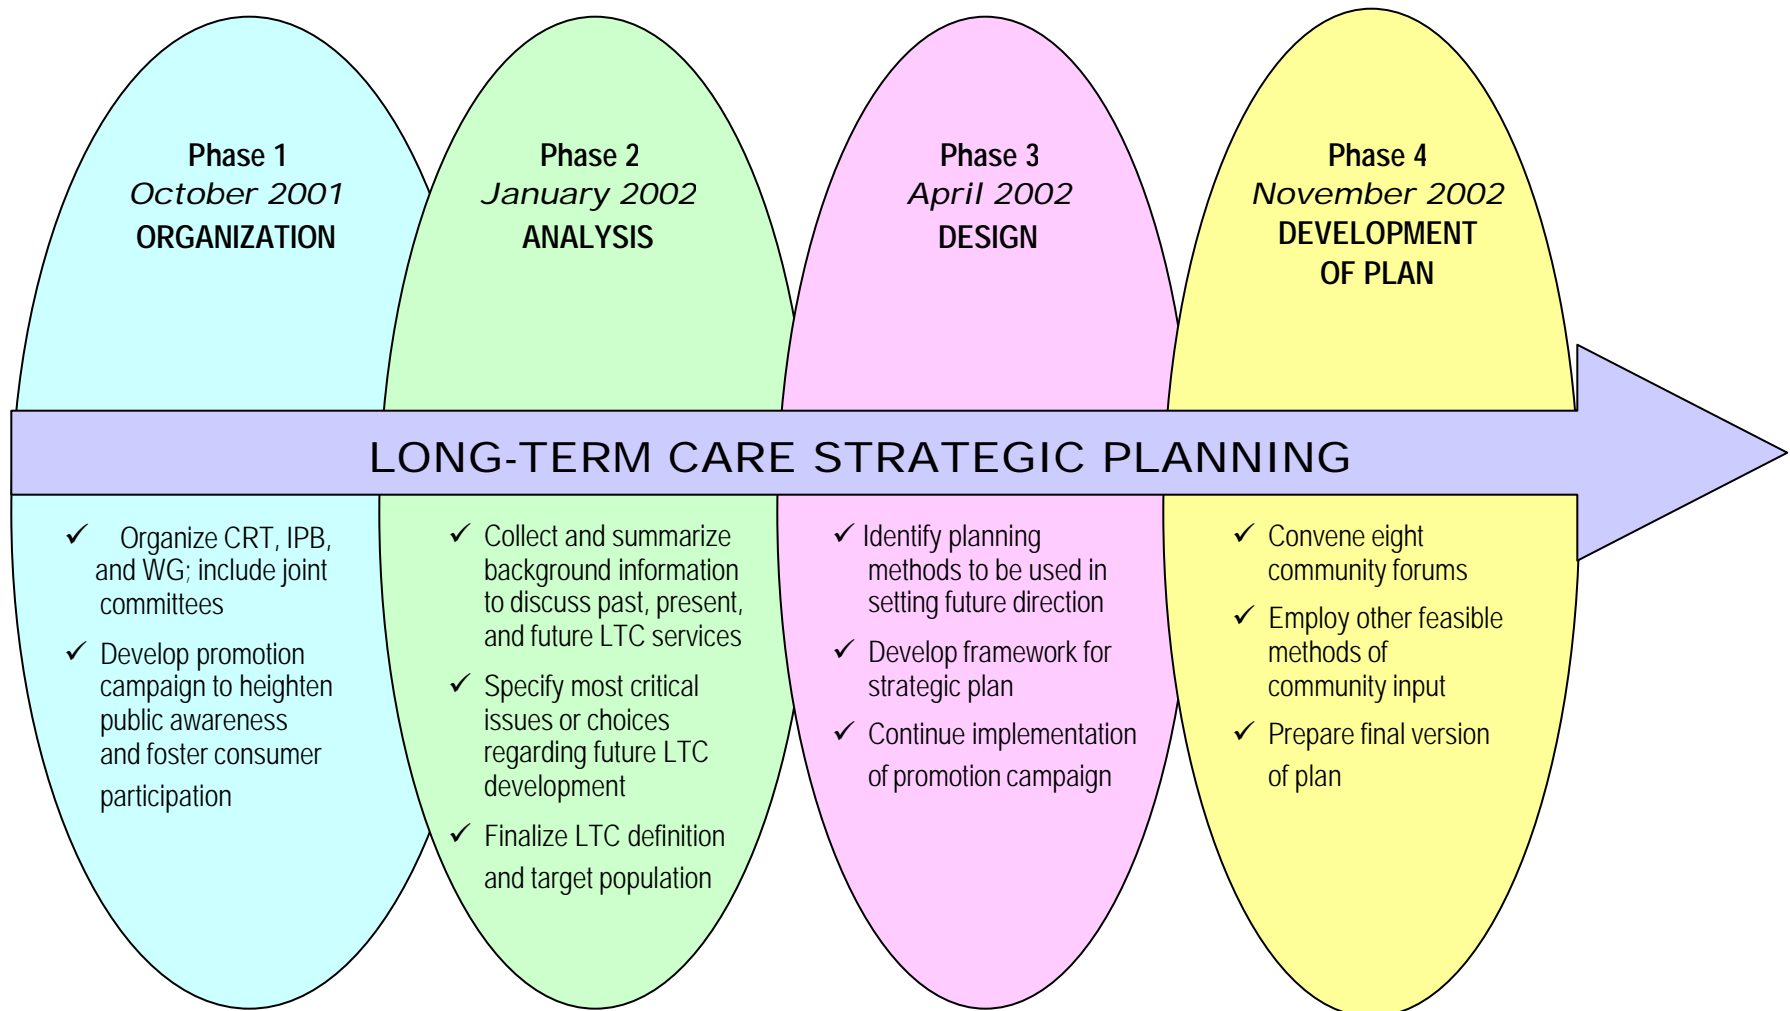 Phase 1
October 2001
ORGANIZATION
Phase 2
January 2002
ANALYSIS
Phase 3
April 2002
DESIGN
Phase 4
November 2002
DEVELOPMENT
OF PLAN
LONG-TERM CARE STRATEGIC PLANNING
✓ Organize CRT, IPB,
and WG; include joint
committees
✓ Develop promotion
campaign to heighten
public awareness
and foster consumer
participation
✓ Collect and summarize
background information
to discuss past, present,
and future LTC services
✓ Specify most critical
issues or choices
regarding future LTC
development
✓ Finalize LTC definition
and target population
✓ Identify planning
methods to be used in
setting future direction
✓ Develop framework for
strategic plan
✓ Continue implementation
of promotion campaign
✓ Convene eight
community forums
✓ Employ other feasible
methods of
community input
✓ Prepare final version
of plan